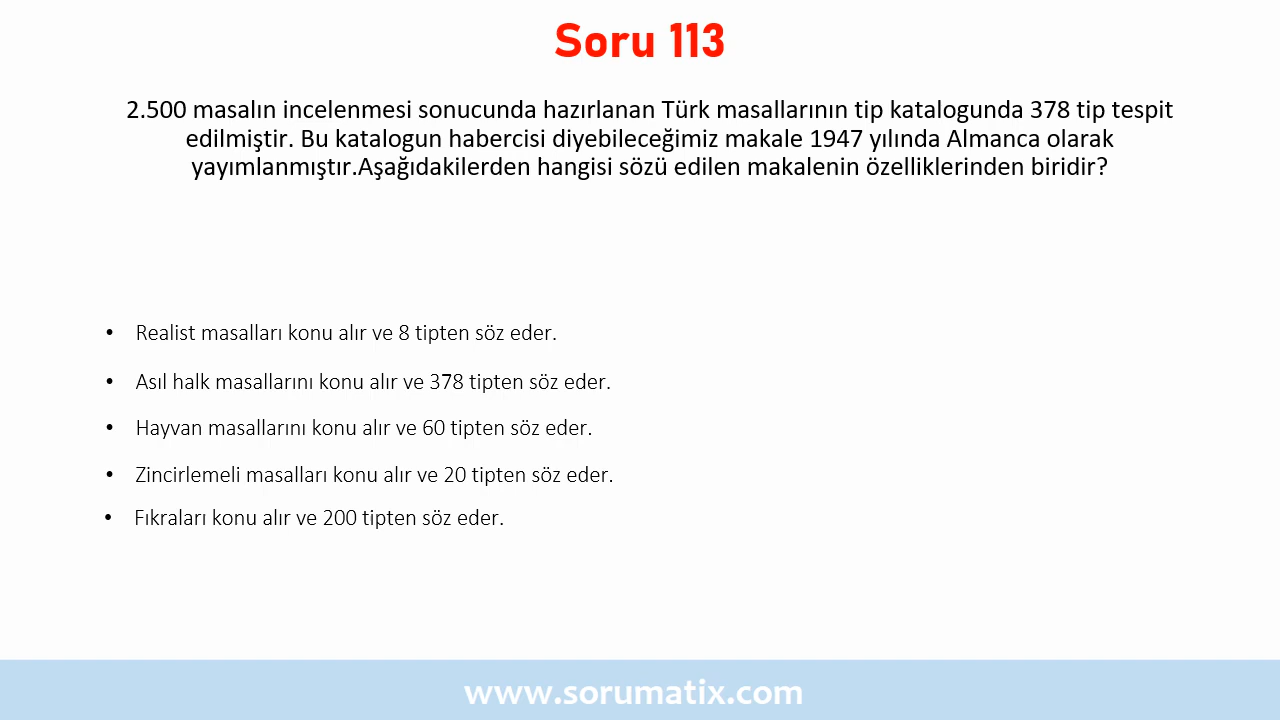 Soru 113
2.500 masalın incelenmesi sonucunda hazırlanan Türk masallarının tip katalogunda 378 tip tespit
edilmiştir. Bu katalogun habercisi diyebileceğimiz makale 1947 yılında Almanca olarak
yayımlanmıştır.Aşağıdakilerden hangisi sözü edilen makalenin özelliklerinden biridir?
• Realist masalları konu alır ve 8 tipten söz eder.
• Asıl halk masallarını konu alır ve 378 tipten söz eder.
• Hayvan masallarını konu alır ve 60 tipten söz eder.
• Zincirlemeli masalları konu alır ve 20 tipten söz eder.
• Fıkraları konu alır ve 200 tipten söz eder.
www.sorumatix.com